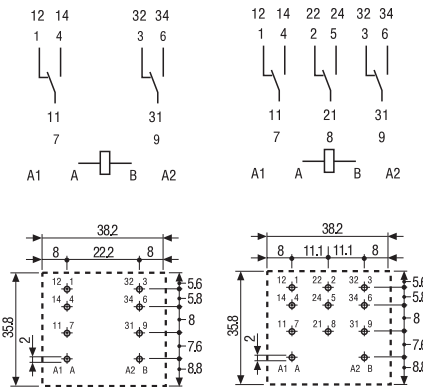 12 14 32 34
1 4 3 6
11 31
7 9
A1 A B A2
12 14 22 24 32 34
1 4 2 5 3 6
11 21 31
7 8 9
A1 A B A2
38.2
8 22.2 8
12 1 32 3
14 4 34 6
11 7 31 9
A1 A A2 B
35.8
2
5.6
5.8
8
7.6
8.8
38.2
8 11.1 11.1 8
12 1 22 2 32 3
14 4 24 5 34 6
11 7 21 8 31 9
A1 A A2 B
35.8
2
5.6
5.8
8
7.6
8.8